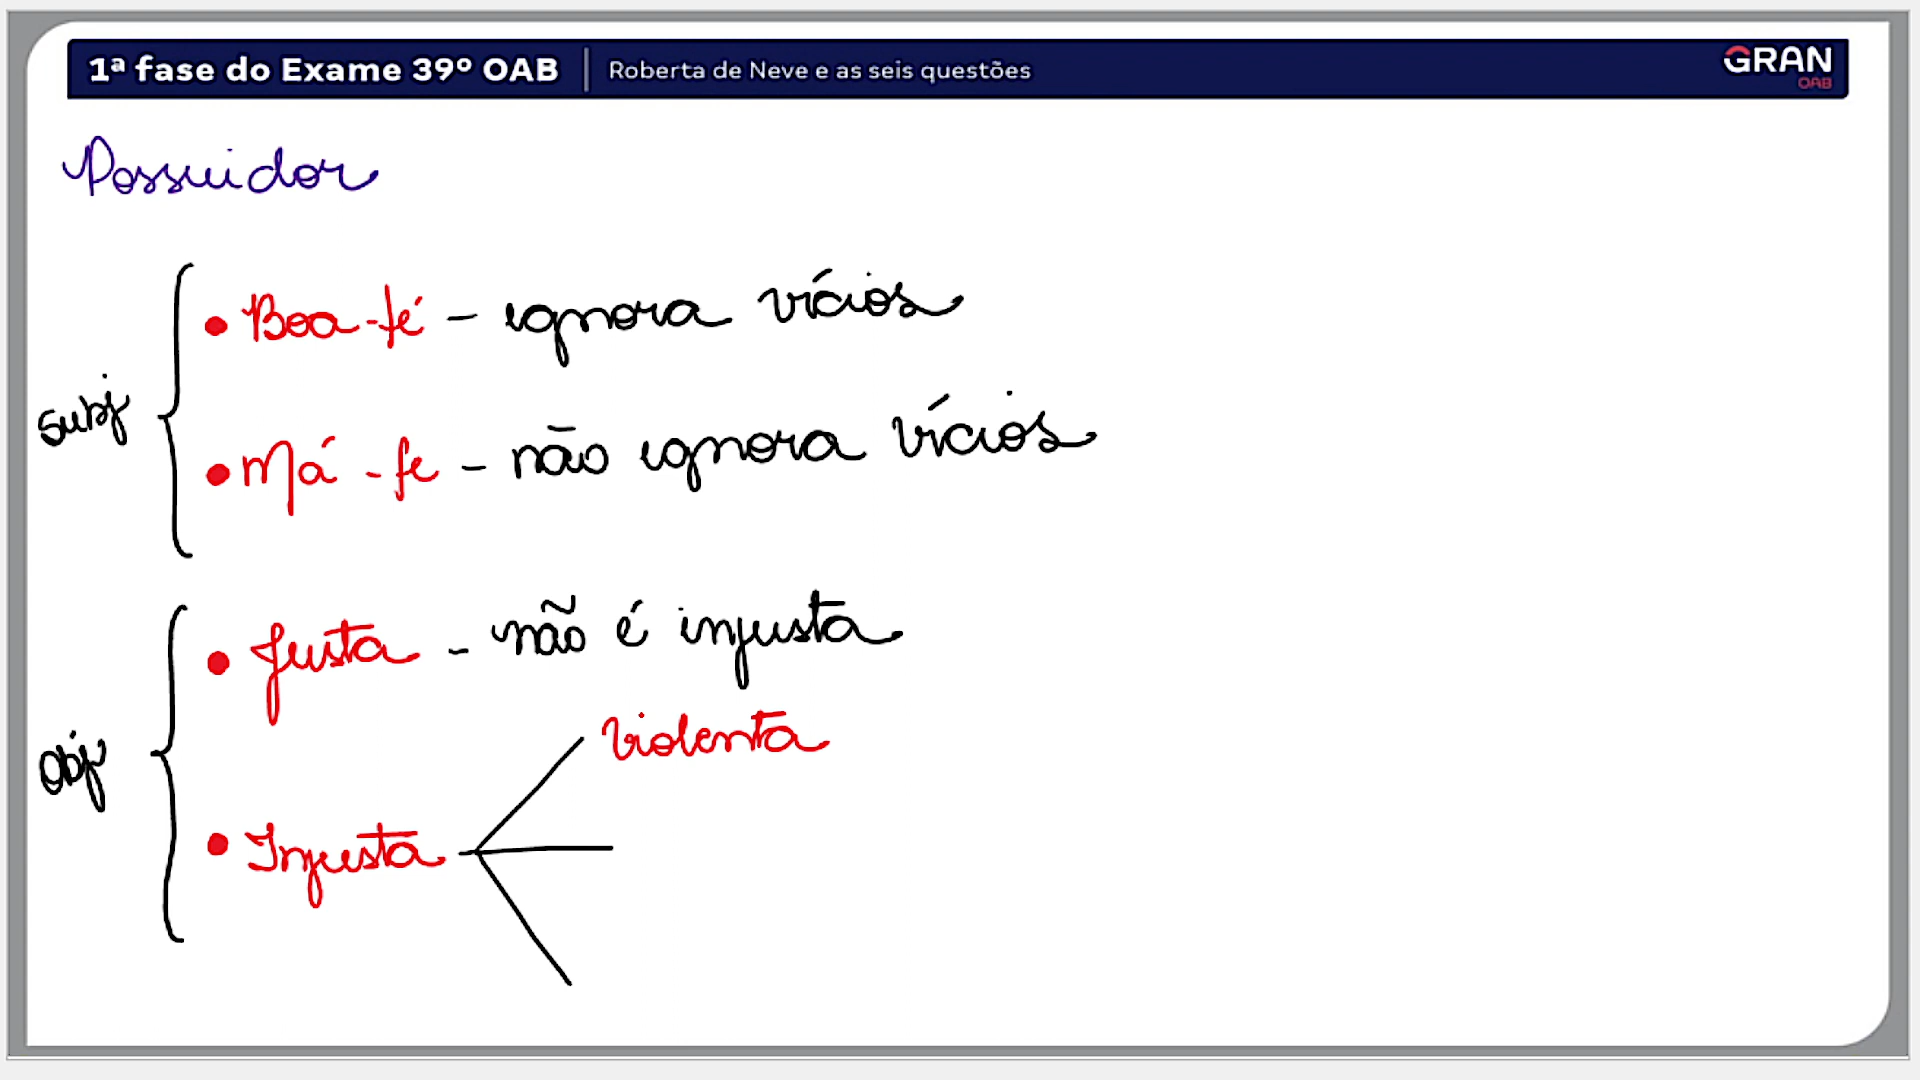 1ª fase do Exame 39º OAB | Roberta de Neve e as seis questões
GRAN
OAB
Possuidor
subj
• Boa-fé - ignora vícios
• Má-fe - não ignora vícios
obj
• Justa - não é injusta
• Injusta
violenta